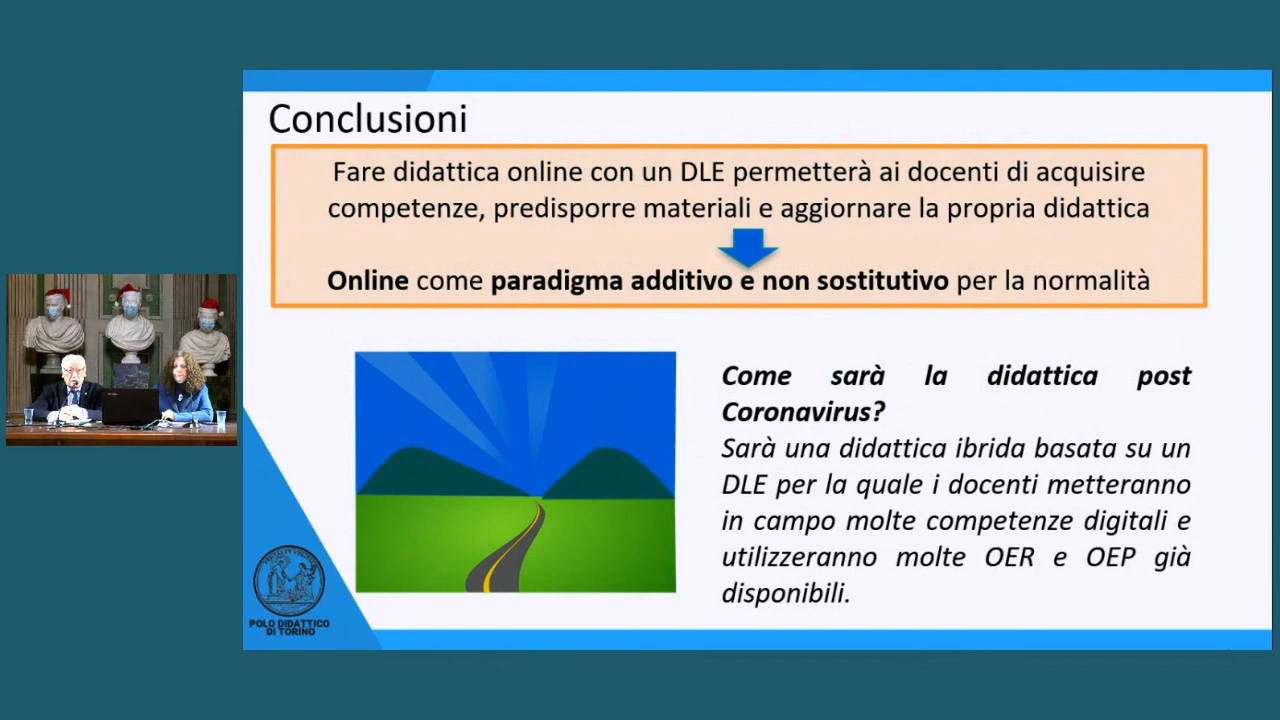 Conclusioni
Fare didattica online con un DLE permetterà ai docenti di acquisire
competenze, predisporre materiali e aggiornare la propria didattica
Online come paradigma additivo e non sostitutivo per la normalità
Come sarà la didattica post
Coronavirus?
Sarà una didattica ibrida basata su un
DLE per la quale i docenti metteranno
in campo molte competenze digitali e
utilizzeranno molte OER e OEP già
disponibili.
POLO DIDATTICO
DI TORINO